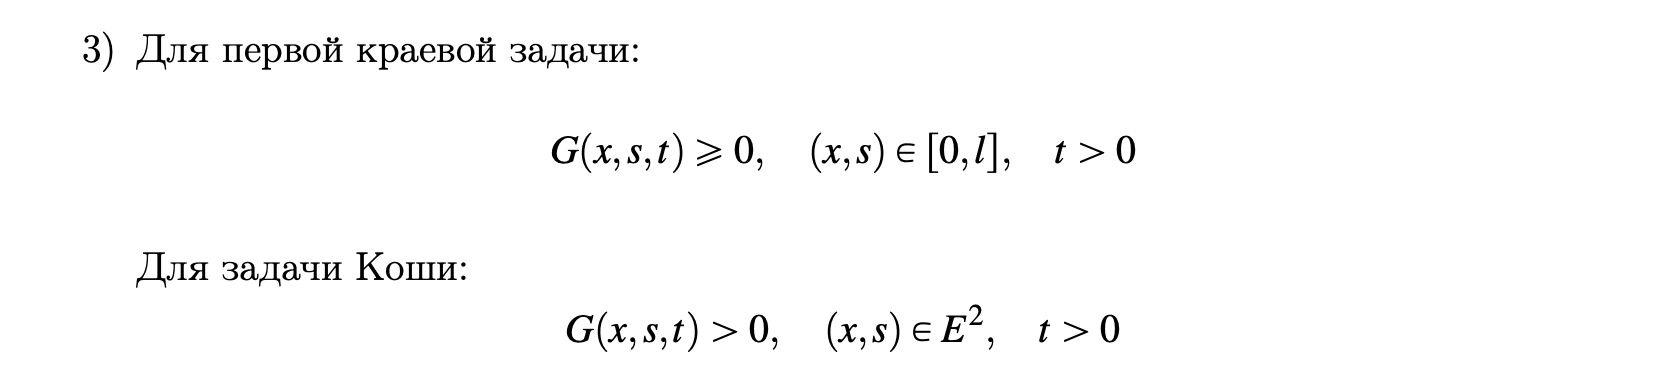 3) Для первой краевой задачи:
G(x, s, t) ⩾ 0, (x, s) ∈ [0, l], t > 0
Для задачи Коши:
G(x, s, t) > 0, (x, s) ∈ E², t > 0